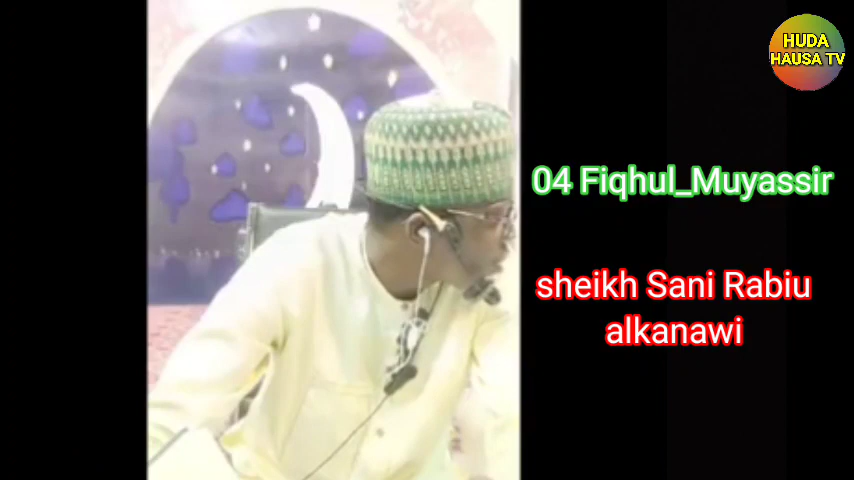 HUDA
HAUSA TV
04 Fiqhul_Muyassir
sheikh Sani Rabiu
alkanawi